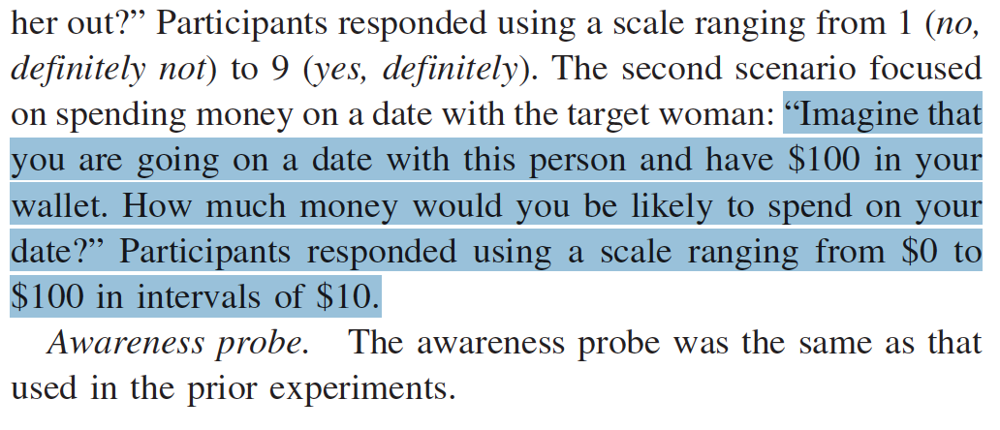 her out?” Participants responded using a scale ranging from 1 (no,
definitely not) to 9 (yes, definitely). The second scenario focused
on spending money on a date with the target woman: “Imagine that
you are going on a date with this person and have $100 in your
wallet. How much money would you be likely to spend on your
date?” Participants responded using a scale ranging from $0 to
$100 in intervals of $10.
Awareness probe. The awareness probe was the same as that
used in the prior experiments.